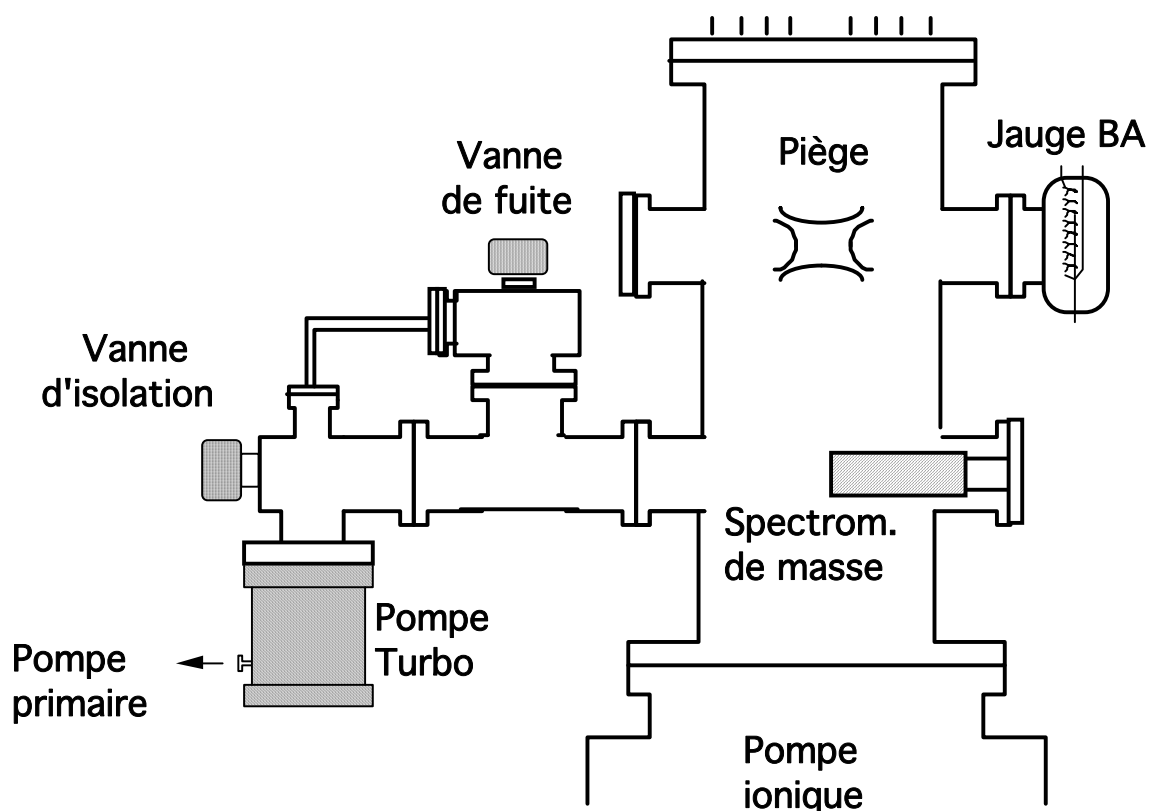 Vanne
de fuite
Piège
Jauge BA
Vanne
d'isolation
Spectrom.
de masse
Pompe
Turbo
Pompe
primaire
Pompe
ionique